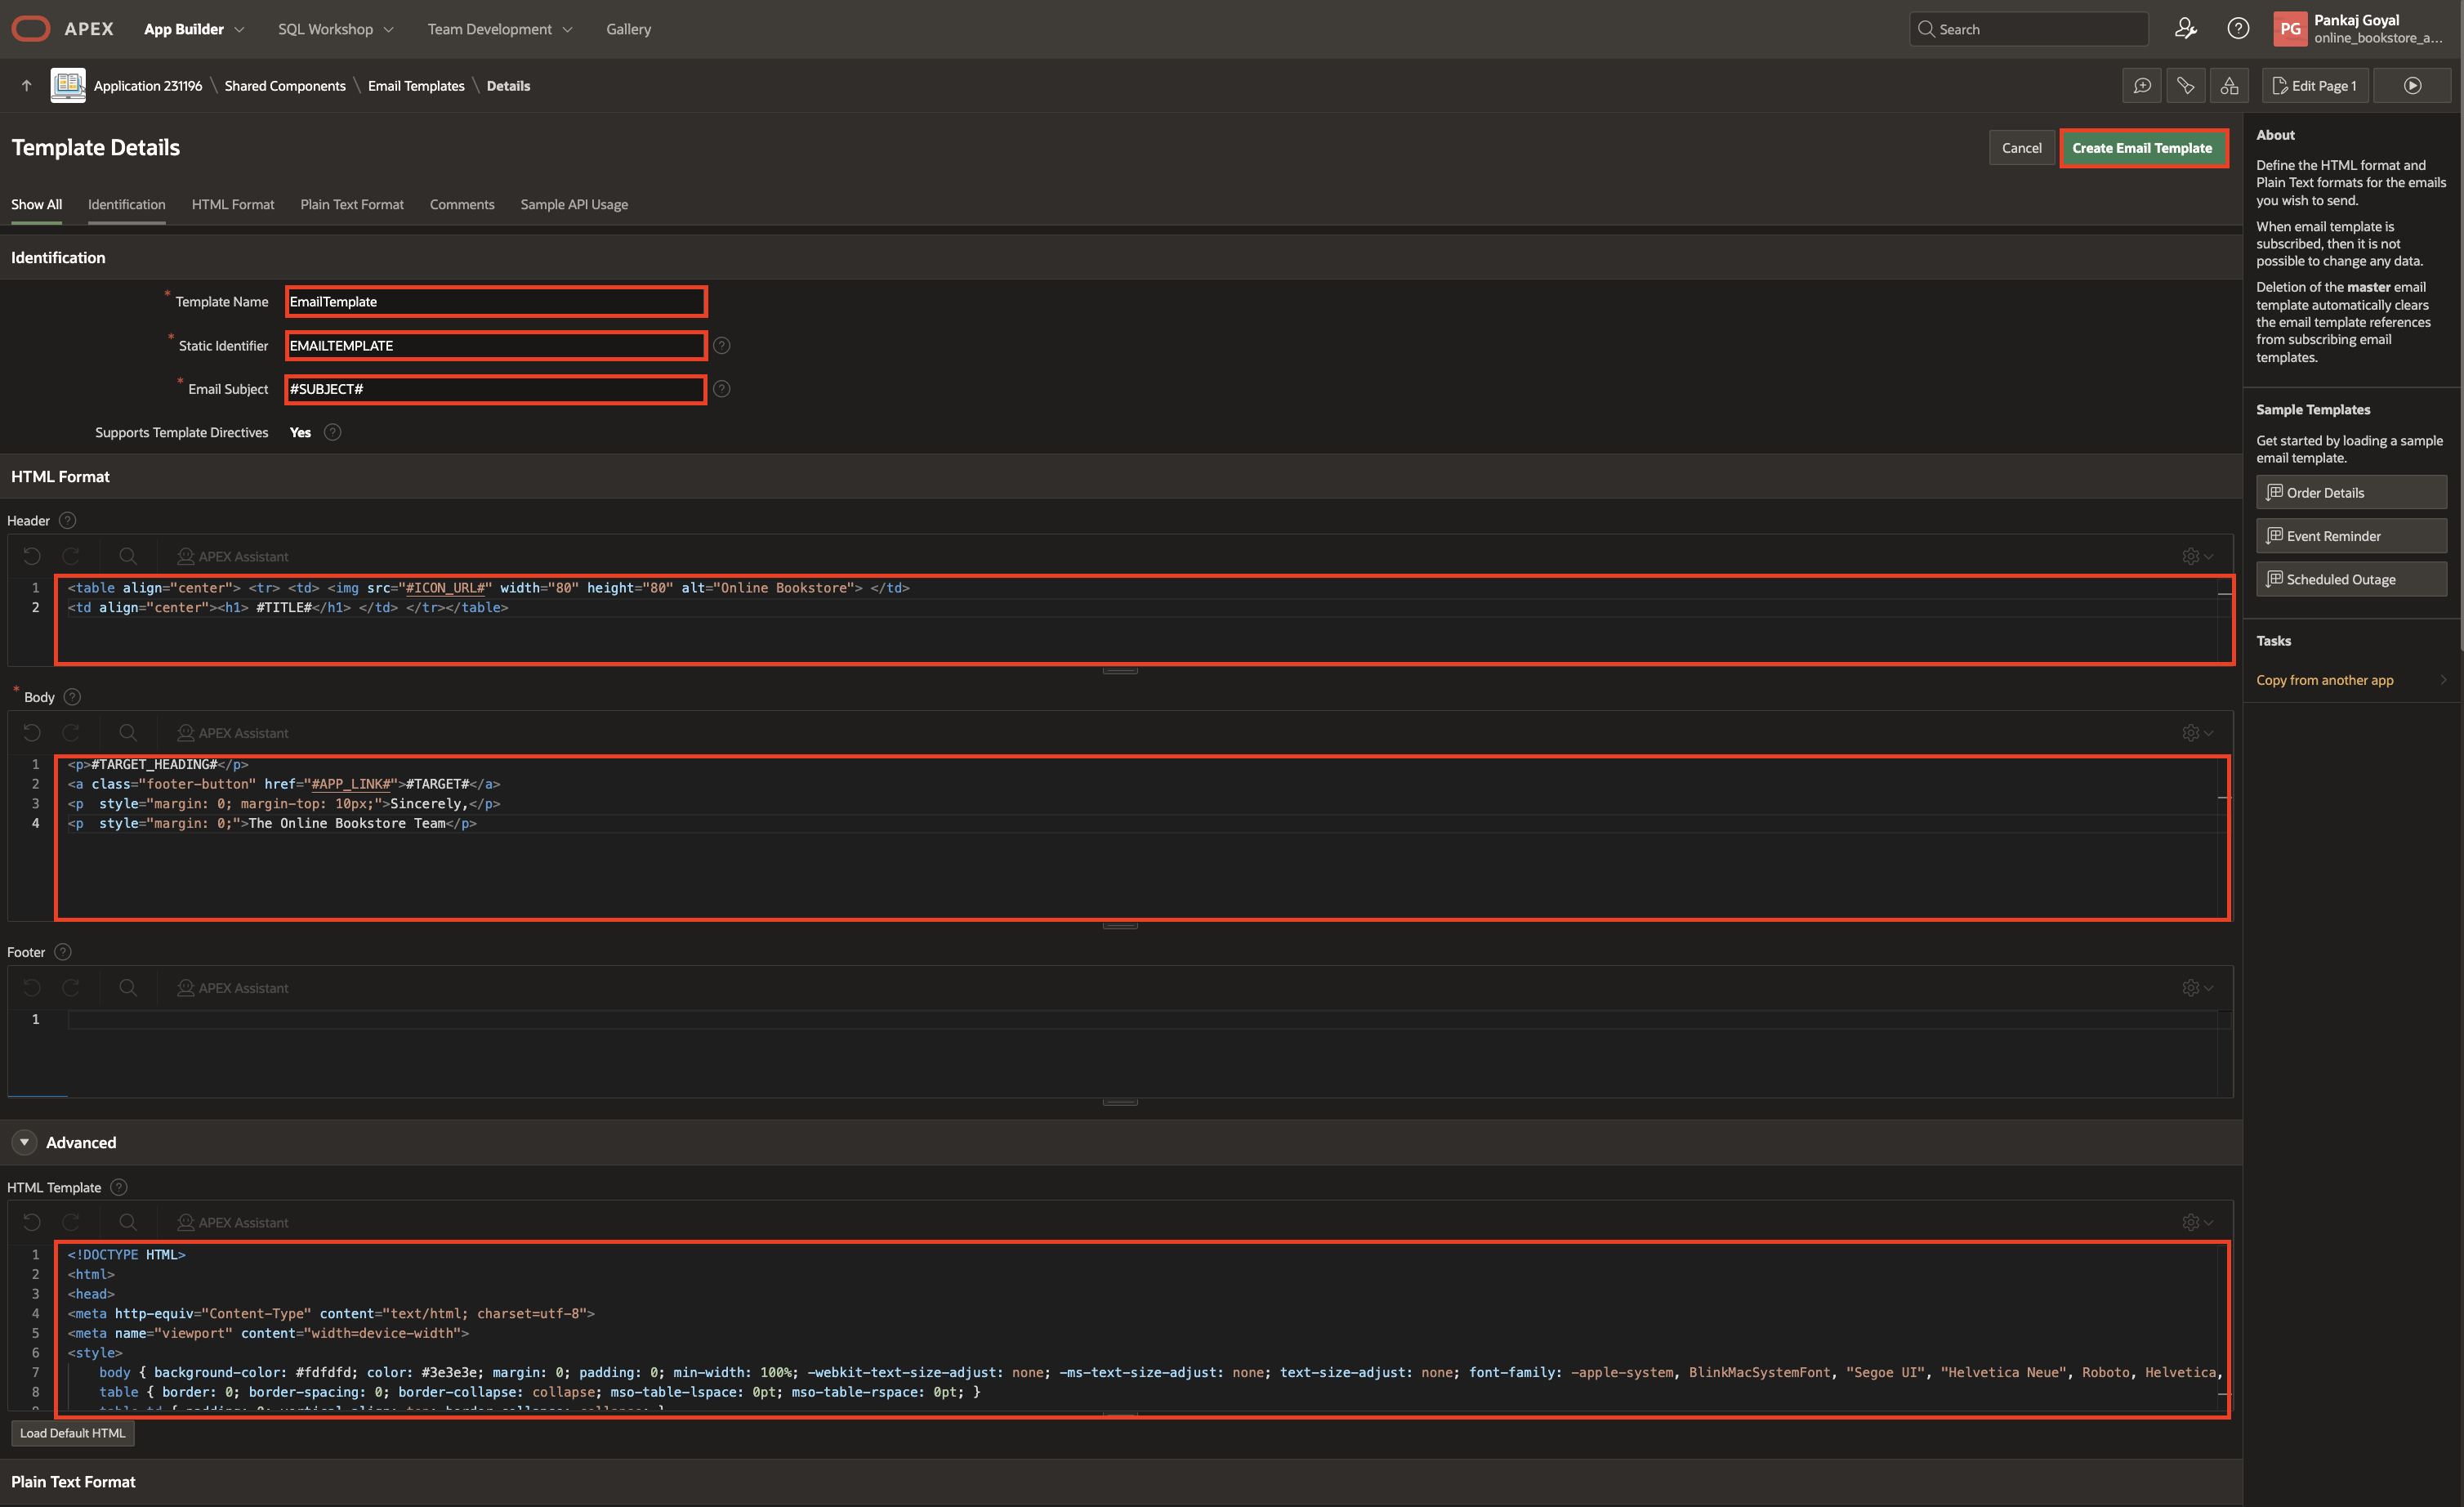 APEX App Builder SQL Workshop Team Development Gallery Search PG Pankaj Goyal
online_bookstore_a...
Application 231196 \ Shared Components \ Email Templates \ Details Edit Page 1
Template Details Cancel Create Email Template
Show All Identification HTML Format Plain Text Format Comments Sample API Usage
Identification
* Template Name EmailTemplate
* Static Identifier EMAILTEMPLATE ?
* Email Subject #SUBJECT# ?
Supports Template Directives Yes ?
HTML Format
Header ?
APEX Assistant
1 <table align="center"> <tr> <td> <img src="#ICON_URL#" width="80" height="80" alt="Online Bookstore"> </td>
2 <td align="center"><h1> #TITLE#</h1> </td> </tr></table>
* Body ?
APEX Assistant
1 <p>#TARGET_HEADING#</p>
2 <a class="footer-button" href="#APP_LINK#">#TARGET#</a>
3 <p  style="margin: 0; margin-top: 10px;">Sincerely,</p>
4 <p  style="margin: 0;">The Online Bookstore Team</p>
Footer ?
APEX Assistant
1
Advanced
HTML Template ?
APEX Assistant
1 <!DOCTYPE HTML>
2 <html>
3 <head>
4 <meta http-equiv="Content-Type" content="text/html; charset=utf-8">
5 <meta name="viewport" content="width=device-width">
6 <style>
7 body { background-color: #fdfdfd; color: #3e3e3e; margin: 0; padding: 0; min-width: 100%; -webkit-text-size-adjust: none; -ms-text-size-adjust: none; text-size-adjust: none; font-family: -apple-system, BlinkMacSystemFont, "Segoe UI", "Helvetica Neue", Roboto, Helvetica,
8 table { border: 0; border-spacing: 0; border-collapse: collapse; mso-table-lspace: 0pt; mso-table-rspace: 0pt; }
Load Default HTML
Plain Text Format
About
Define the HTML format and
Plain Text formats for the emails
you wish to send.
When email template is
subscribed, then it is not
possible to change any data.
Deletion of the master email
template automatically clears
the email template references
from subscribing email
templates.
Sample Templates
Get started by loading a sample
email template.
Order Details
Event Reminder
Scheduled Outage
Tasks
Copy from another app